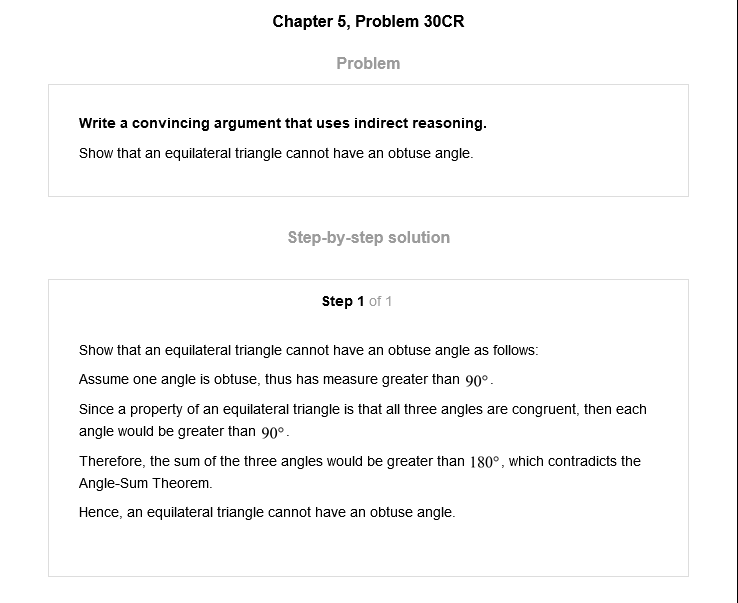 Chapter 5, Problem 30CR
Problem
Write a convincing argument that uses indirect reasoning.
Show that an equilateral triangle cannot have an obtuse angle.
Step-by-step solution
Step 1 of 1
Show that an equilateral triangle cannot have an obtuse angle as follows:
Assume one angle is obtuse, thus has measure greater than 90°.
Since a property of an equilateral triangle is that all three angles are congruent, then each
angle would be greater than 90°.
Therefore, the sum of the three angles would be greater than 180°, which contradicts the
Angle-Sum Theorem.
Hence, an equilateral triangle cannot have an obtuse angle.